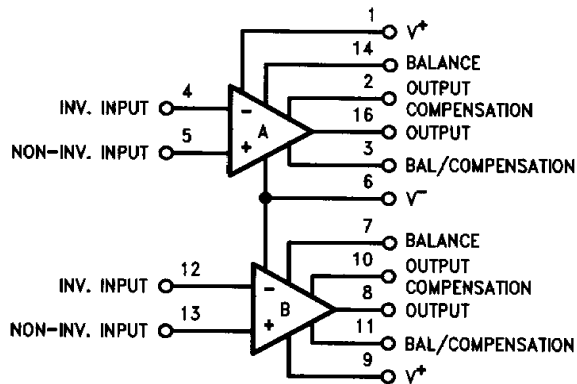 1
V+
14
BALANCE
4
2
OUTPUT
COMPENSATION
INV. INPUT
-
16
A
OUTPUT
5
NON-INV. INPUT
+
3
BAL/COMPENSATION
6
V-
7
BALANCE
10
OUTPUT
COMPENSATION
12
INV. INPUT
-
8
B
OUTPUT
13
NON-INV. INPUT
+
11
BAL/COMPENSATION
9
V+